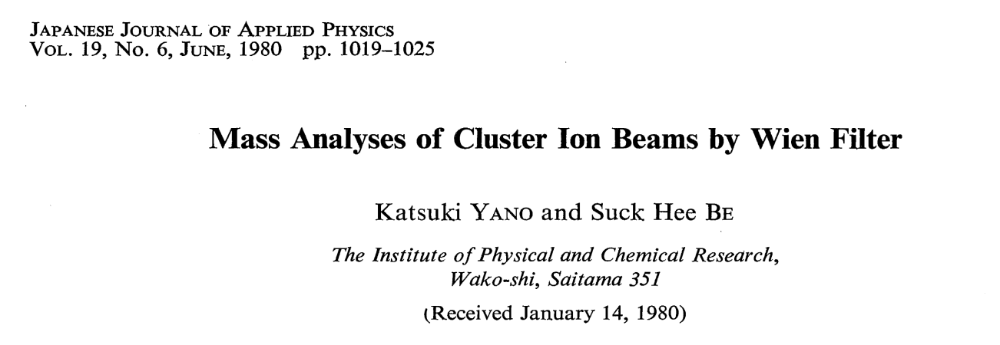 JAPANESE JOURNAL OF APPLIED PHYSICS
VOL. 19, No. 6, JUNE, 1980 pp. 1019–1025
Mass Analyses of Cluster Ion Beams by Wien Filter
Katsuki YANO and Suck Hee BE
The Institute of Physical and Chemical Research,
Wako-shi, Saitama 351
(Received January 14, 1980)